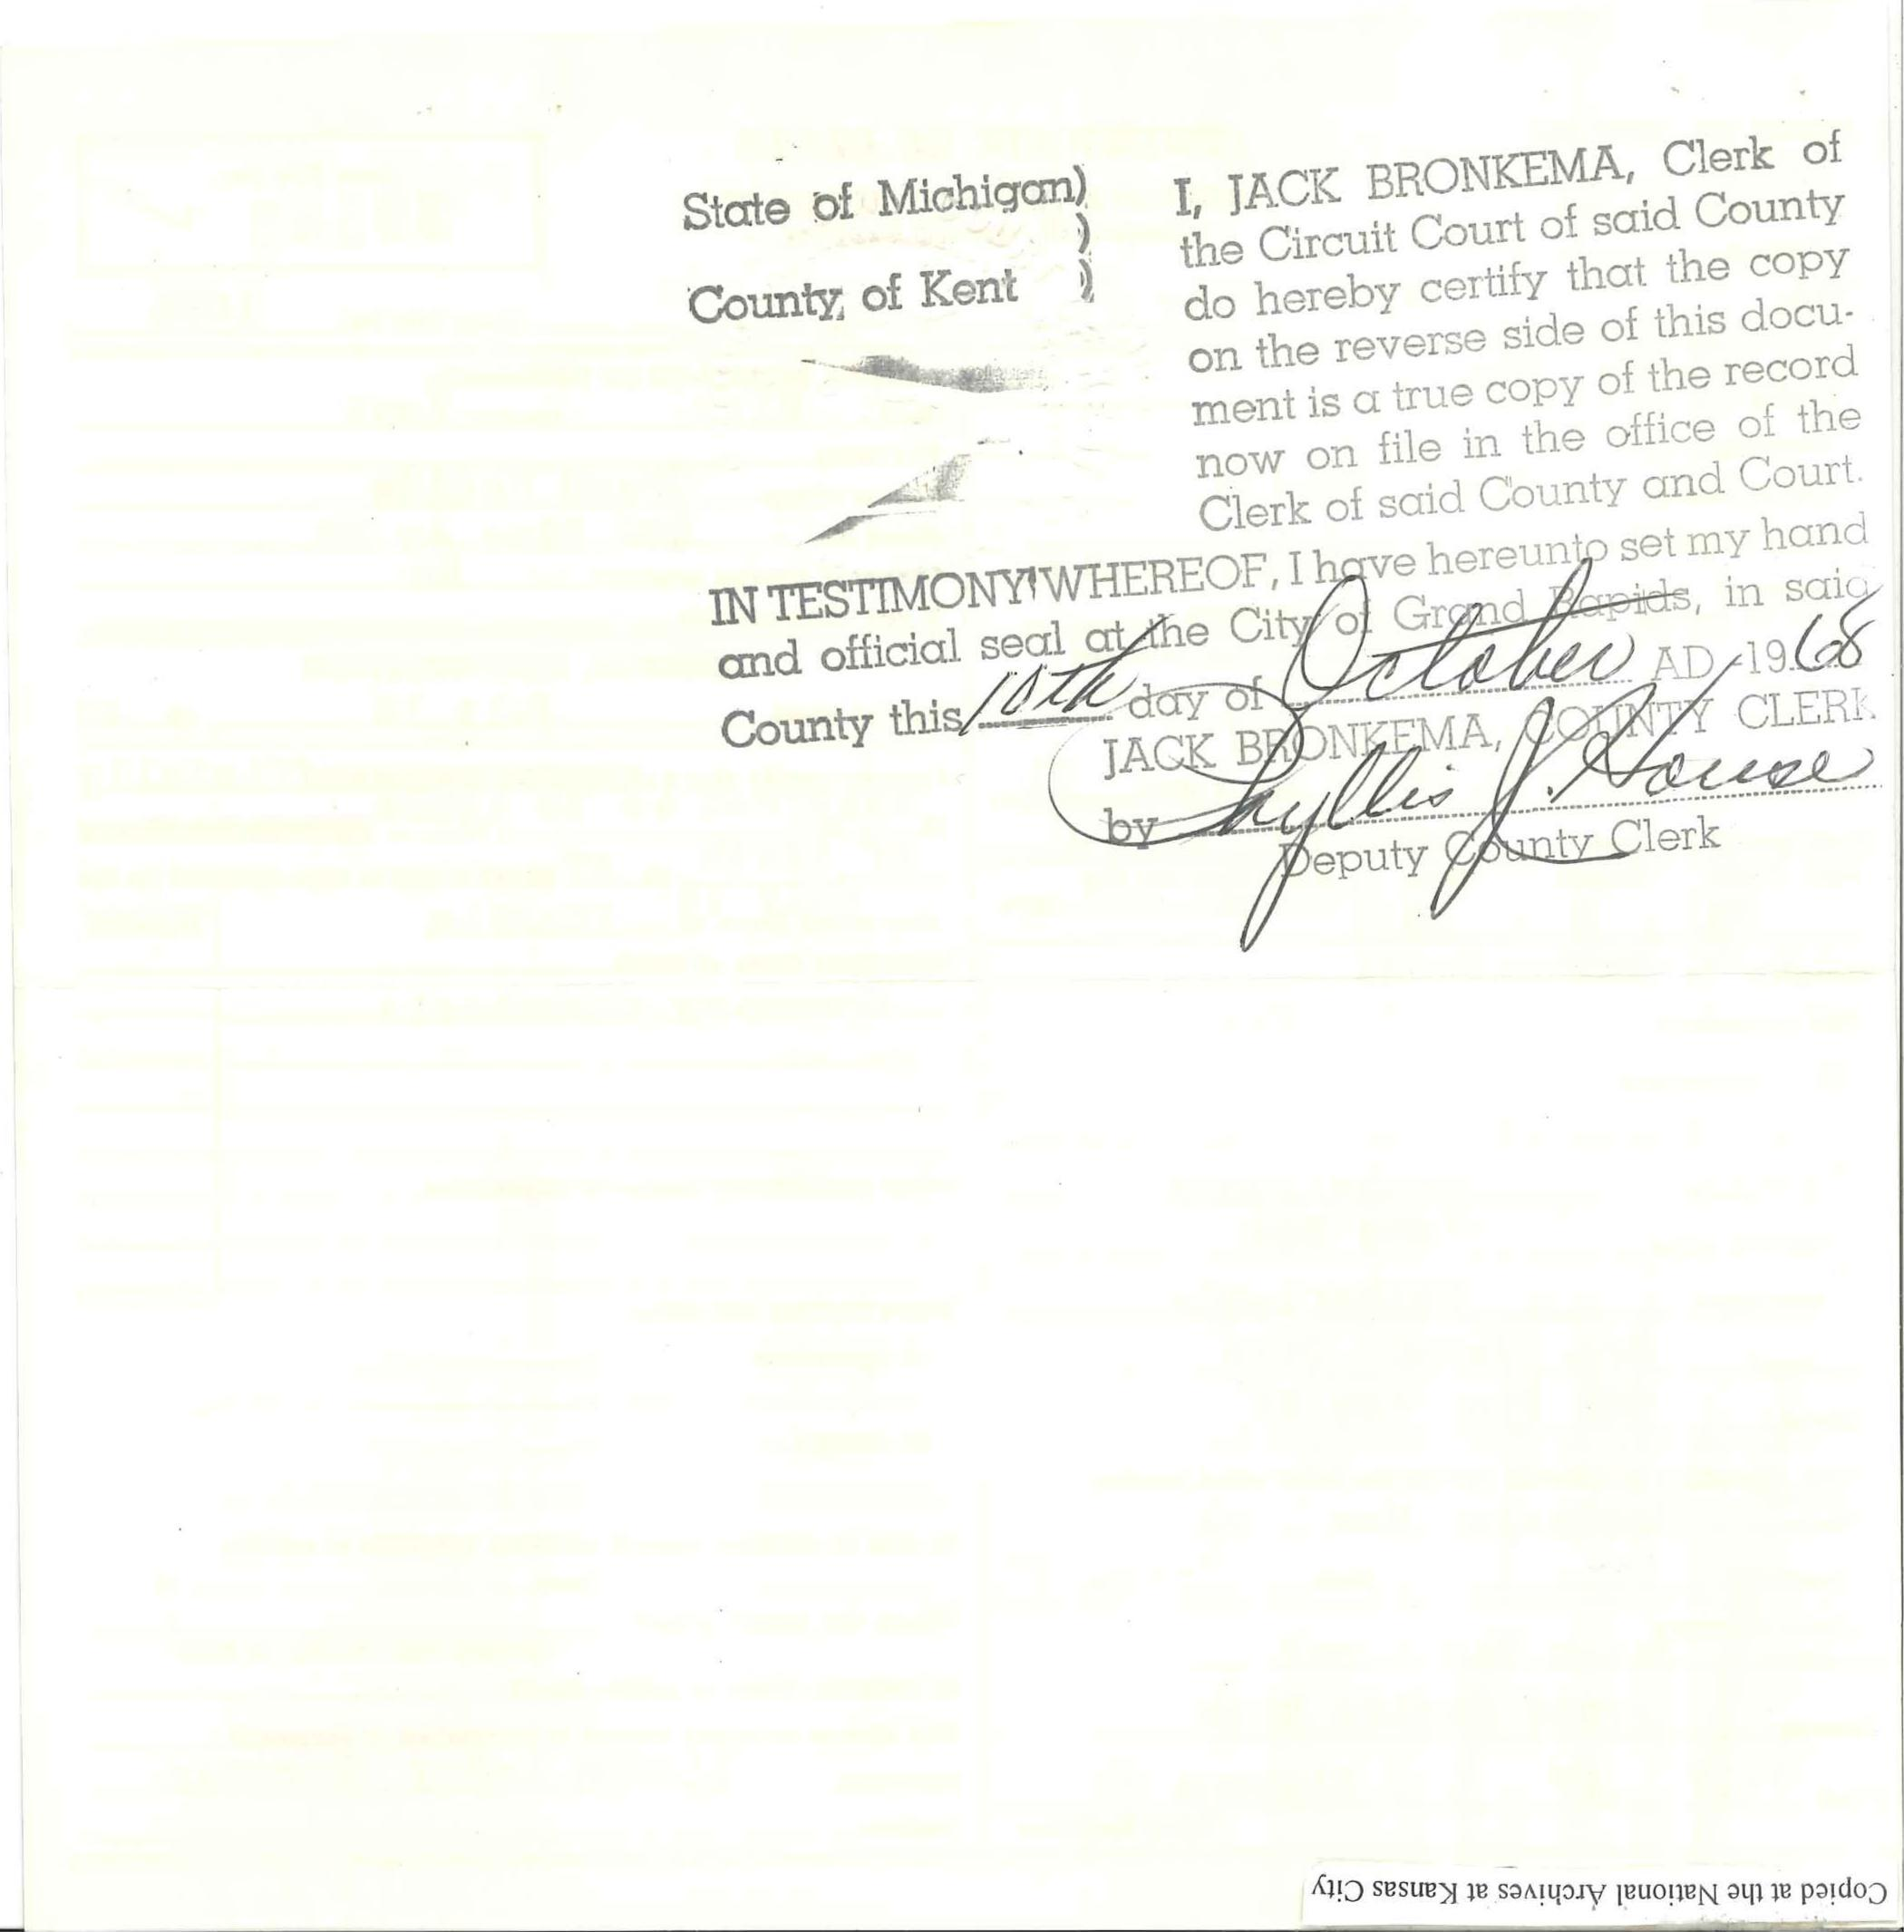 State of Michigan)
)
County of Kent )
I, JACK BRONKEMA, Clerk of
the Circuit Court of said County
do hereby certify that the copy
on the reverse side of this docu-
ment is a true copy of the record
now on file in the office of the
Clerk of said County and Court.
IN TESTIMONY WHEREOF, I have hereunto set my hand
and official seal at the City of Grand Rapids, in said
County this 10th day of October AD 1968
JACK BRONKEMA, COUNTY CLERK
by Phyllis J. House
Deputy County Clerk
Copied at the National Archives at Kansas City